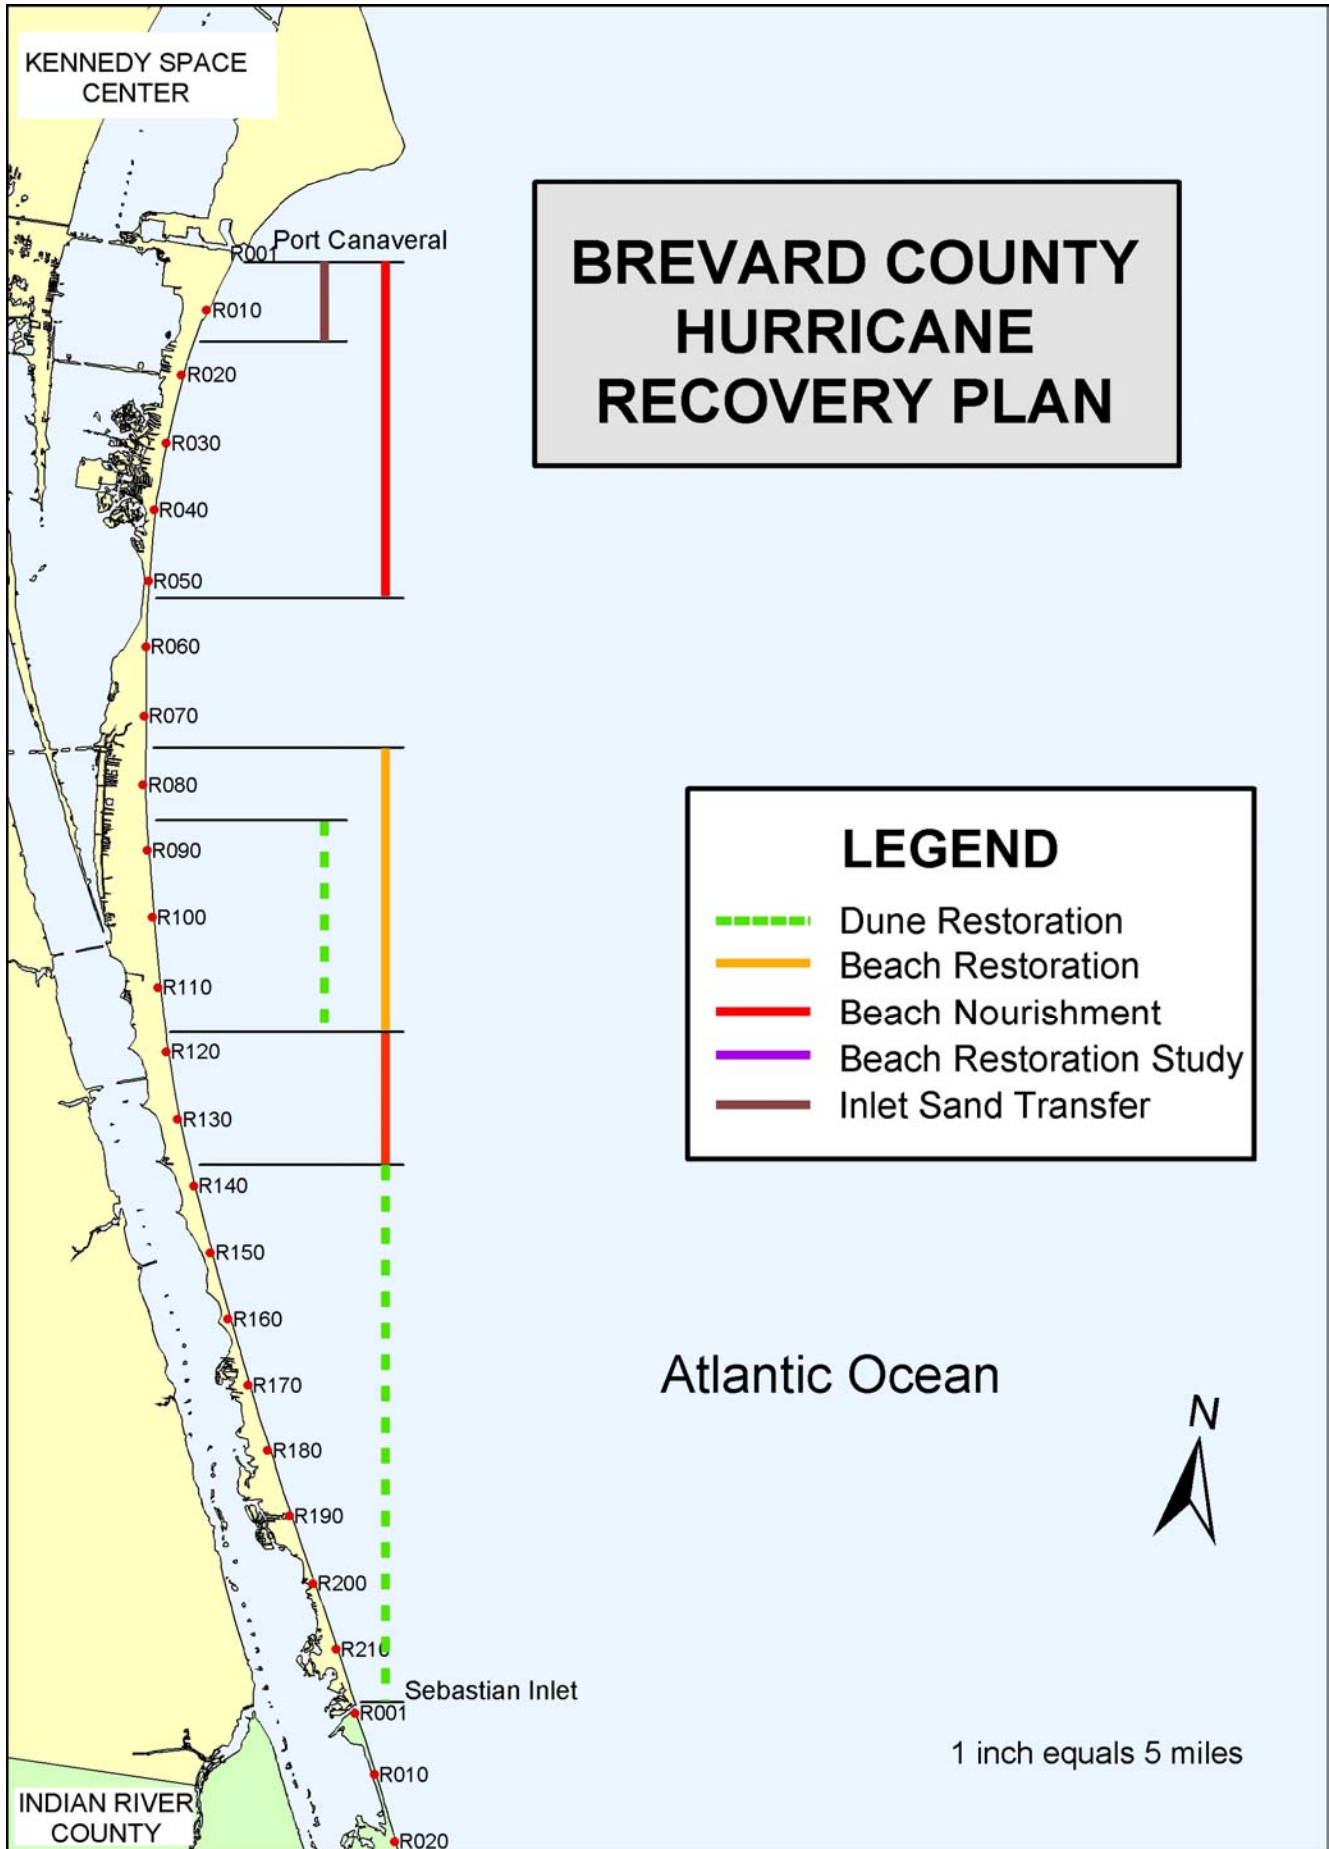 KENNEDY SPACE
CENTER
Port Canaveral
R001
R010
R020
R030
R040
R050
R060
R070
R080
R090
R100
R110
R120
R130
R140
R150
R160
R170
R180
R190
R200
R210
Sebastian Inlet
R001
R010
R020
INDIAN RIVER
COUNTY
BREVARD COUNTY
HURRICANE
RECOVERY PLAN
LEGEND
Dune Restoration
Beach Restoration
Beach Nourishment
Beach Restoration Study
Inlet Sand Transfer
Atlantic Ocean
N
1 inch equals 5 miles